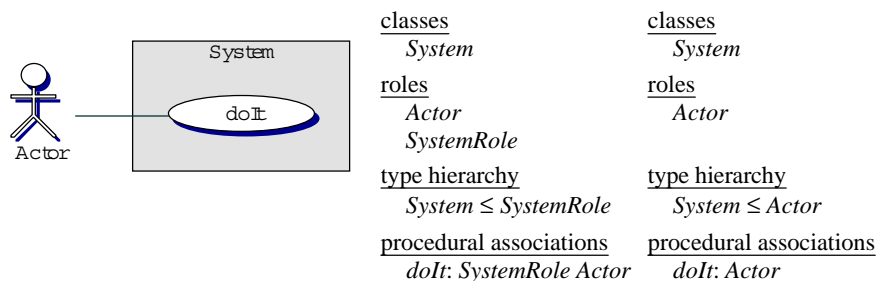 System
doIt
Actor
classes
System
roles
Actor
SystemRole
type hierarchy
System ≤ SystemRole
procedural associations
doIt: SystemRole Actor
classes
System
roles
Actor
type hierarchy
System ≤ Actor
procedural associations
doIt: Actor